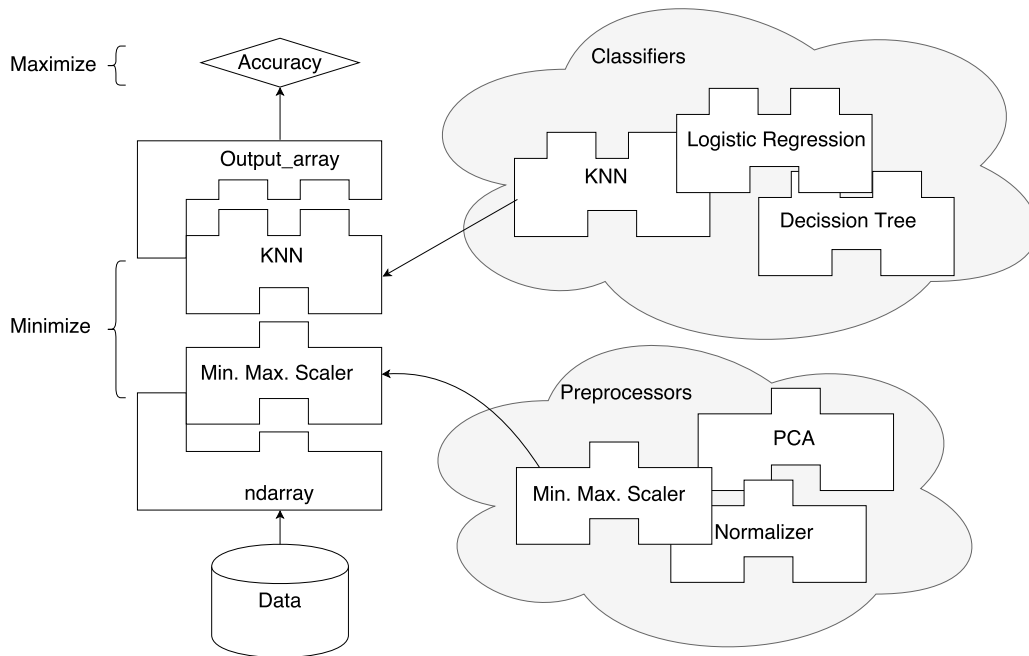 Maximize
Accuracy
Output_array
KNN
Minimize
Min. Max. Scaler
ndarray
Data
Classifiers
KNN
Logistic Regression
Decission Tree
Preprocessors
PCA
Min. Max. Scaler
Normalizer